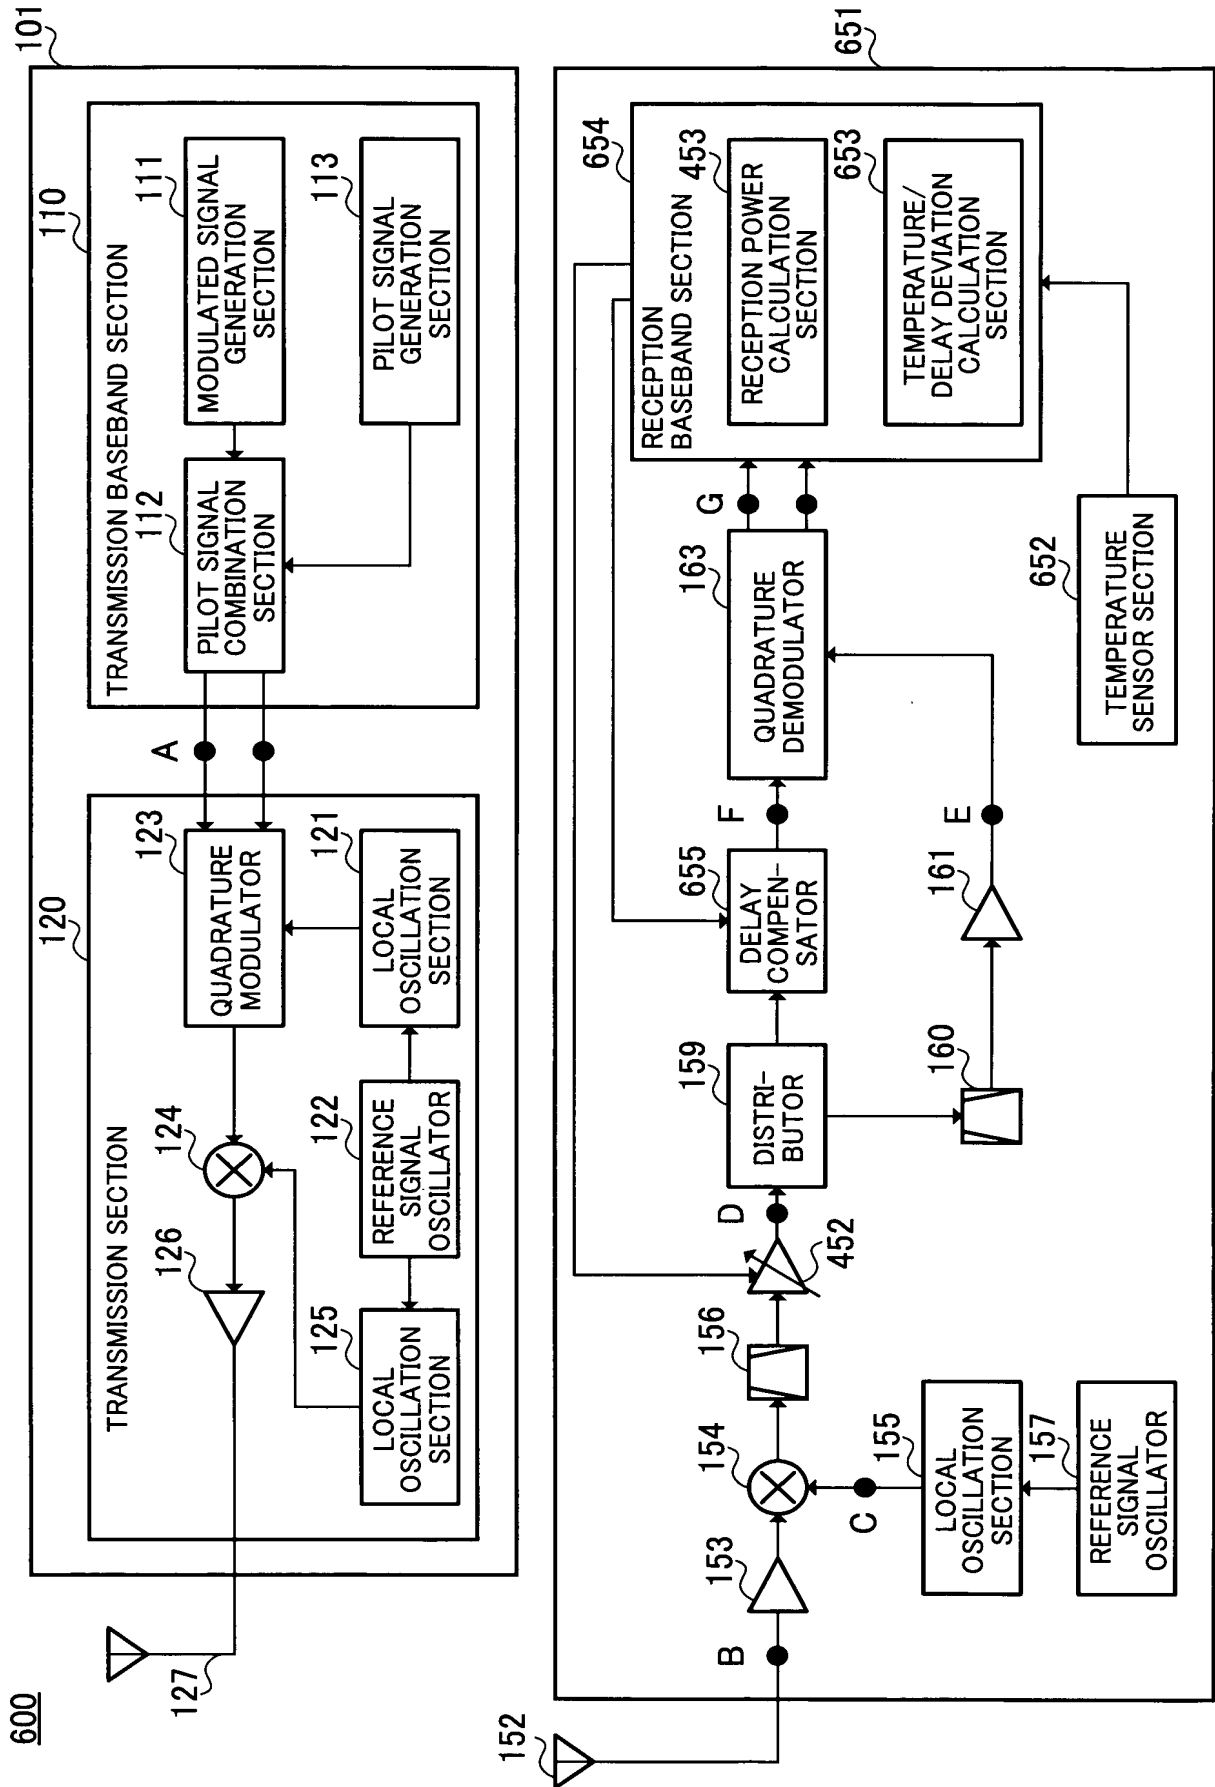 600
101
110
TRANSMISSION BASEBAND SECTION
111
MODULATED SIGNAL
GENERATION
SECTION
112
PILOT SIGNAL
COMBINATION
SECTION
113
PILOT SIGNAL
GENERATION
SECTION
A
120
TRANSMISSION SECTION
123
QUADRATURE
MODULATOR
121
LOCAL
OSCILLATION
SECTION
124
122
REFERENCE
SIGNAL
OSCILLATOR
126
125
LOCAL
OSCILLATION
SECTION
127
651
152
B
153
154
C
155
LOCAL
OSCILLATION
SECTION
157
REFERENCE
SIGNAL
OSCILLATOR
156
452
D
159
DISTRI-
BUTOR
160
161
E
655
DELAY
COMPEN-
SATOR
F
163
QUADRATURE
DEMODULATOR
G
654
RECEPTION
BASEBAND SECTION
453
RECEPTION POWER
CALCULATION
SECTION
653
TEMPERATURE/
DELAY DEVIATION
CALCULATION
SECTION
652
TEMPERATURE
SENSOR SECTION